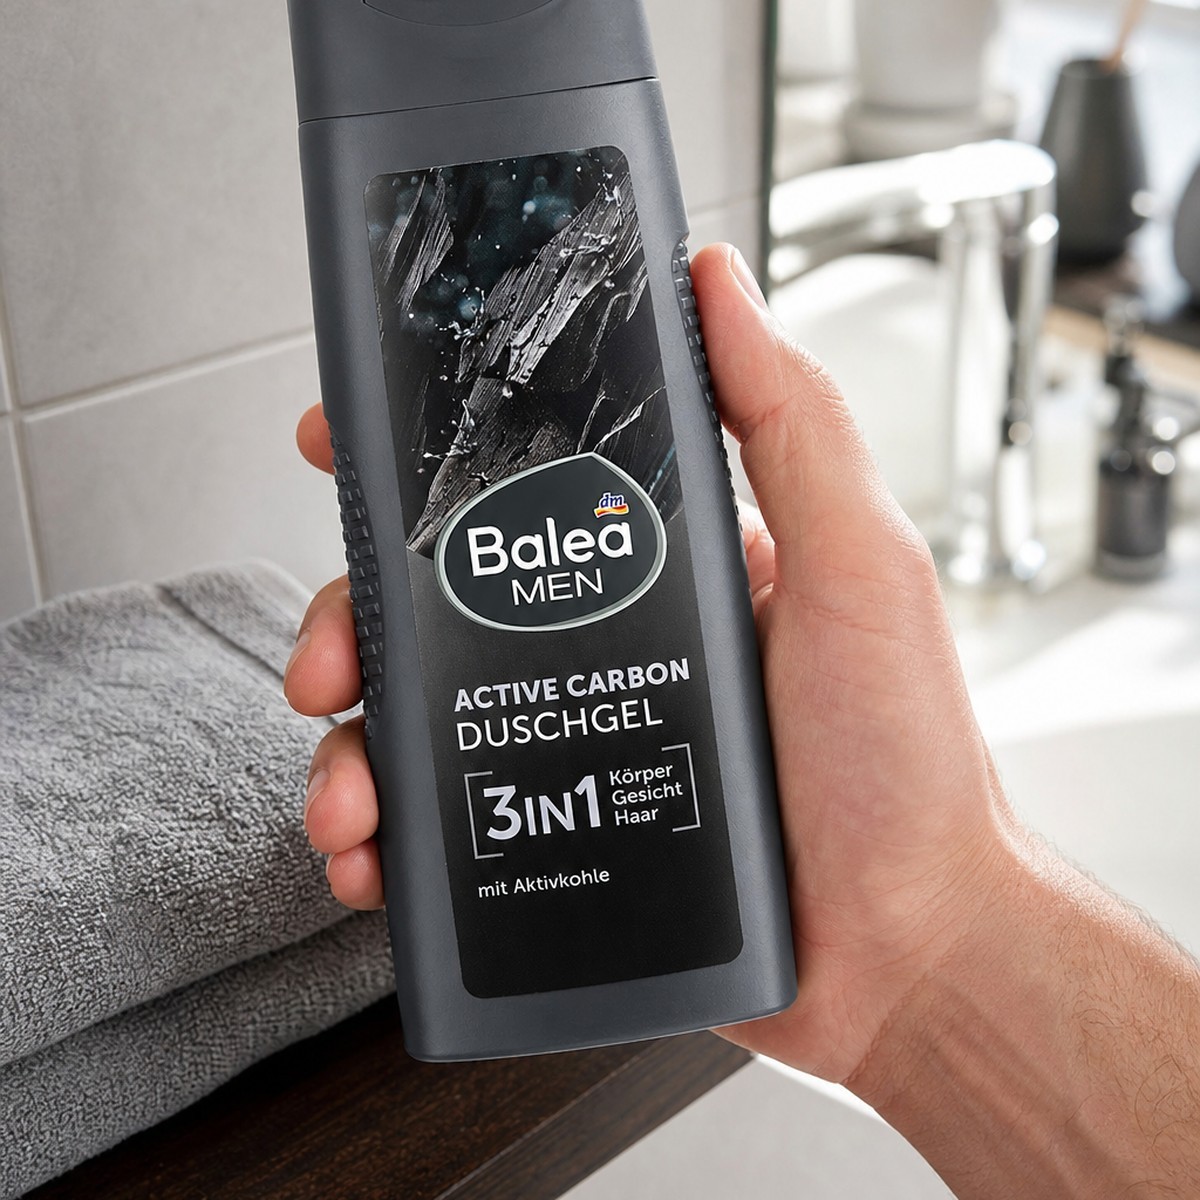 dm
Balea
MEN
ACTIVE CARBON
DUSCHGEL
3IN1
Körper
Gesicht
Haar
mit Aktivkohle